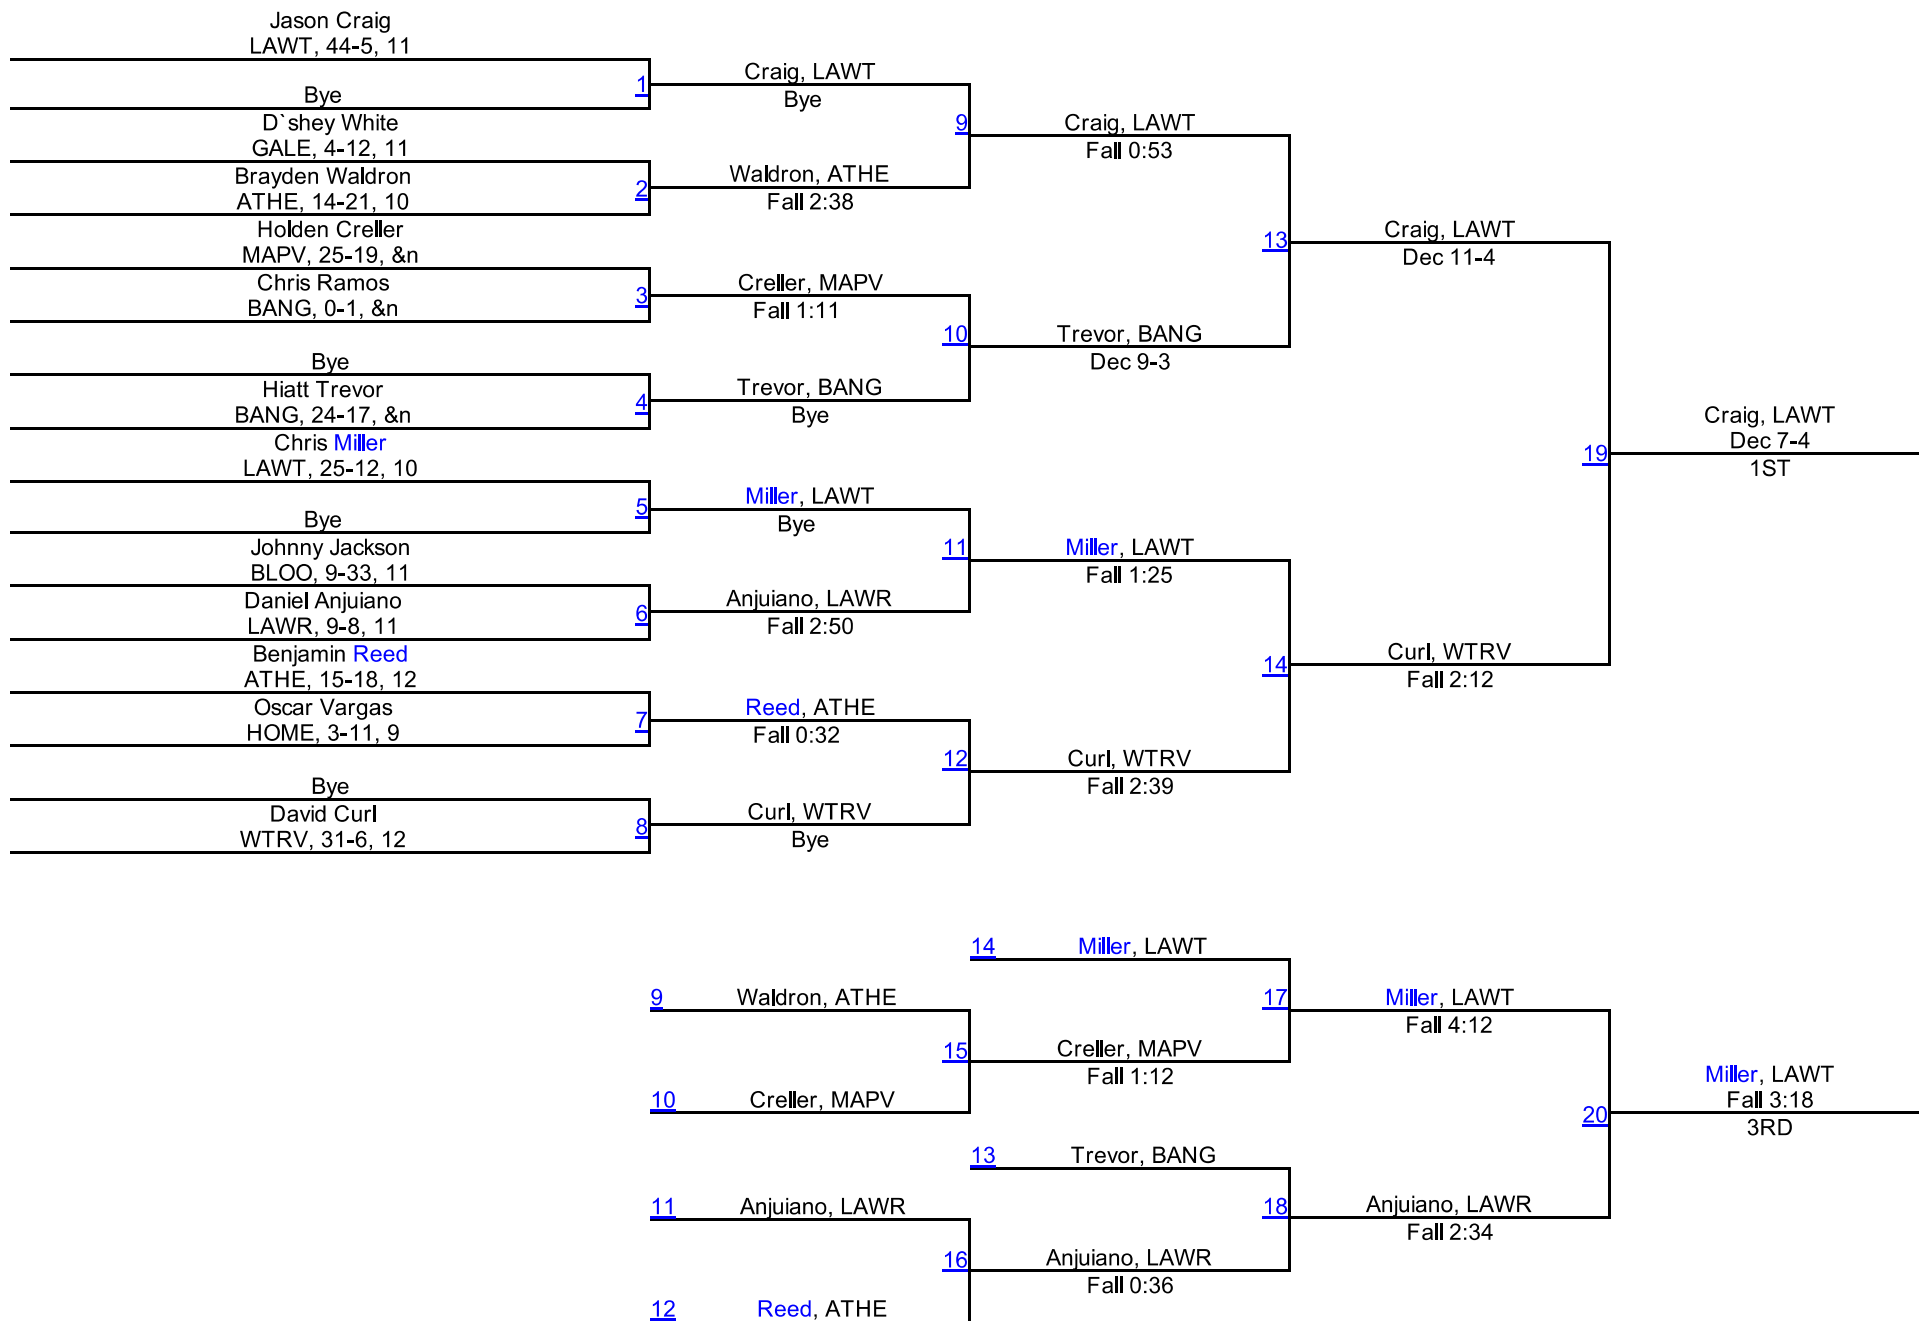 Jason Craig
LAWT, 44-5, 11
Bye
D`shey White
GALE, 4-12, 11
Brayden Waldron
ATHE, 14-21, 10
Holden Creller
MAPV, 25-19, &n
Chris Ramos
BANG, 0-1, &n
Bye
Hiatt Trevor
BANG, 24-17, &n
Chris Miller
LAWT, 25-12, 10
Bye
Johnny Jackson
BLOO, 9-33, 11
Daniel Anjuiano
LAWR, 9-8, 11
Benjamin Reed
ATHE, 15-18, 12
Oscar Vargas
HOME, 3-11, 9
Bye
David Curl
WTRV, 31-6, 12
1
Craig, LAWT
Bye
2
Waldron, ATHE
Fall 2:38
3
Creller, MAPV
Fall 1:11
4
Trevor, BANG
Bye
5
Miller, LAWT
Bye
6
Anjuiano, LAWR
Fall 2:50
7
Reed, ATHE
Fall 0:32
8
Curl, WTRV
Bye
9
Craig, LAWT
Fall 0:53
10
Trevor, BANG
Dec 9-3
11
Miller, LAWT
Fall 1:25
12
Curl, WTRV
Fall 2:39
13
Craig, LAWT
Dec 11-4
14
Curl, WTRV
Fall 2:12
19
Craig, LAWT
Dec 7-4
1ST
9
Waldron, ATHE
10
Creller, MAPV
11
Anjuiano, LAWR
12
Reed, ATHE
14
Miller, LAWT
15
Creller, MAPV
Fall 1:12
13
Trevor, BANG
16
Anjuiano, LAWR
Fall 0:36
17
Miller, LAWT
Fall 4:12
18
Anjuiano, LAWR
Fall 2:34
20
Miller, LAWT
Fall 3:18
3RD